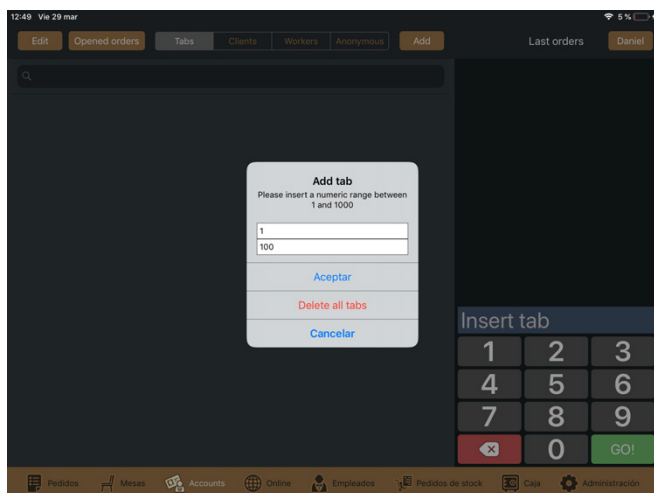 12:49 Vie 29 mar 5 %
Edit Opened orders Tabs Clients Workers Anonymous Add Last orders Daniel
Add tab
Please insert a numeric range between
1 and 1000
1
100
Aceptar
Delete all tabs
Cancelar
Insert tab
1 2 3
4 5 6
7 8 9
0 GO!
Pedidos Mesas Accounts Online Empleados Pedidos de stock Caja Administración